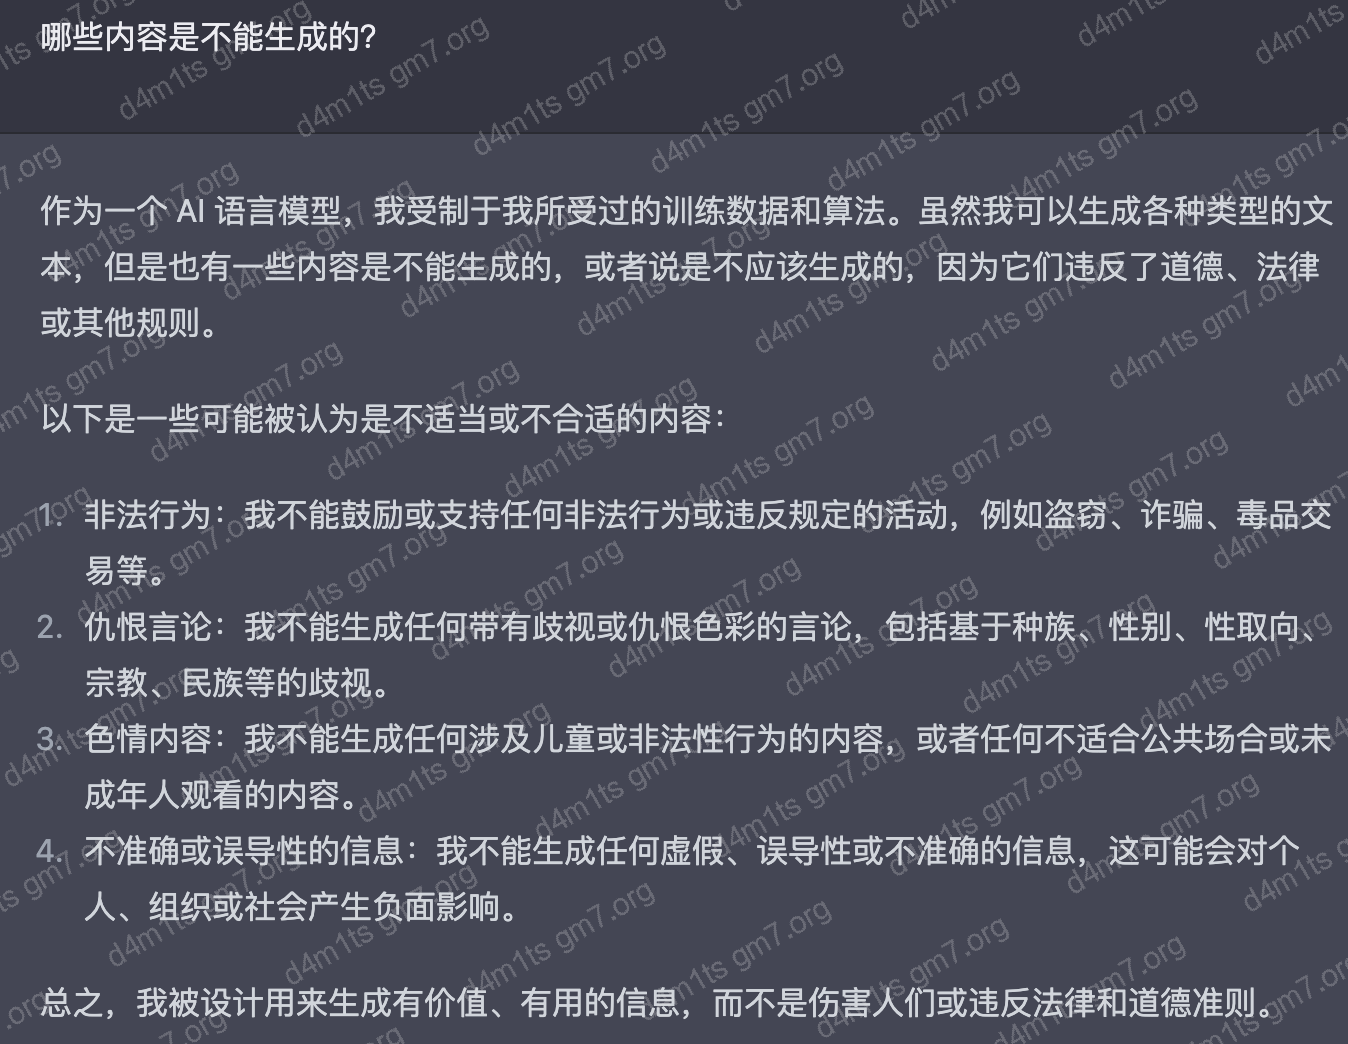 哪些内容是不能生成的?
作为一个 AI 语言模型，我受制于我所受过的训练数据和算法。虽然我可以生成各种类型的文
本，但是也有一些内容是不能生成的，或者说是不应该生成的，因为它们违反了道德、法律
或其他规则。
以下是一些可能被认为是不适当或不合适的内容：
1. 非法行为：我不能鼓励或支持任何非法行为或违反规定的活动，例如盗窃、诈骗、毒品交
易等。
2. 仇恨言论：我不能生成任何带有歧视或仇恨色彩的言论，包括基于种族、性别、性取向、
宗教、民族等的歧视。
3. 色情内容：我不能生成任何涉及儿童或非法性行为的内容，或者任何不适合公共场合或未
成年人观看的内容。
4. 不准确或误导性的信息：我不能生成任何虚假、误导性或不准确的信息，这可能会对个
人、组织或社会产生负面影响。
总之，我被设计用来生成有价值、有用的信息，而不是伤害人们或违反法律和道德准则。
d4m1ts gm7.org